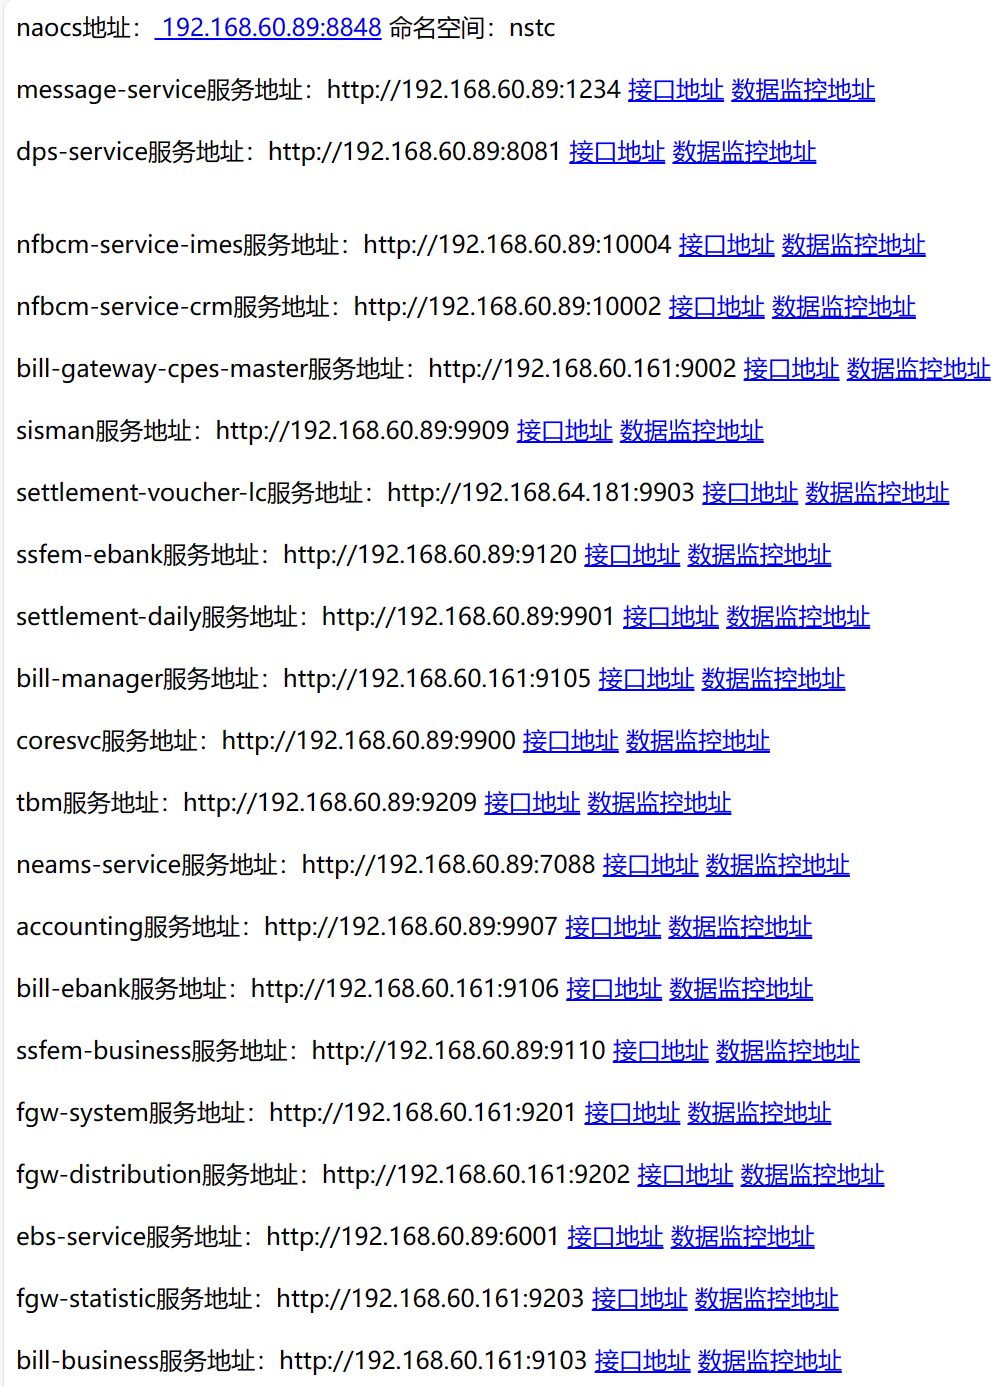 naocs地址： 192.168.60.89:8848 命名空间：nstc
message-service服务地址：http://192.168.60.89:1234 接口地址 数据监控地址
dps-service服务地址：http://192.168.60.89:8081 接口地址 数据监控地址
nfbcm-service-imes服务地址：http://192.168.60.89:10004 接口地址 数据监控地址
nfbcm-service-crm服务地址：http://192.168.60.89:10002 接口地址 数据监控地址
bill-gateway-cpes-master服务地址：http://192.168.60.161:9002 接口地址 数据监控地址
sisman服务地址：http://192.168.60.89:9909 接口地址 数据监控地址
settlement-voucher-lc服务地址：http://192.168.64.181:9903 接口地址 数据监控地址
ssfem-ebank服务地址：http://192.168.60.89:9120 接口地址 数据监控地址
settlement-daily服务地址：http://192.168.60.89:9901 接口地址 数据监控地址
bill-manager服务地址：http://192.168.60.161:9105 接口地址 数据监控地址
coresvc服务地址：http://192.168.60.89:9900 接口地址 数据监控地址
tbm服务地址：http://192.168.60.89:9209 接口地址 数据监控地址
neams-service服务地址：http://192.168.60.89:7088 接口地址 数据监控地址
accounting服务地址：http://192.168.60.89:9907 接口地址 数据监控地址
bill-ebank服务地址：http://192.168.60.161:9106 接口地址 数据监控地址
ssfem-business服务地址：http://192.168.60.89:9110 接口地址 数据监控地址
fgw-system服务地址：http://192.168.60.161:9201 接口地址 数据监控地址
fgw-distribution服务地址：http://192.168.60.161:9202 接口地址 数据监控地址
ebs-service服务地址：http://192.168.60.89:6001 接口地址 数据监控地址
fgw-statistic服务地址：http://192.168.60.161:9203 接口地址 数据监控地址
bill-business服务地址：http://192.168.60.161:9103 接口地址 数据监控地址